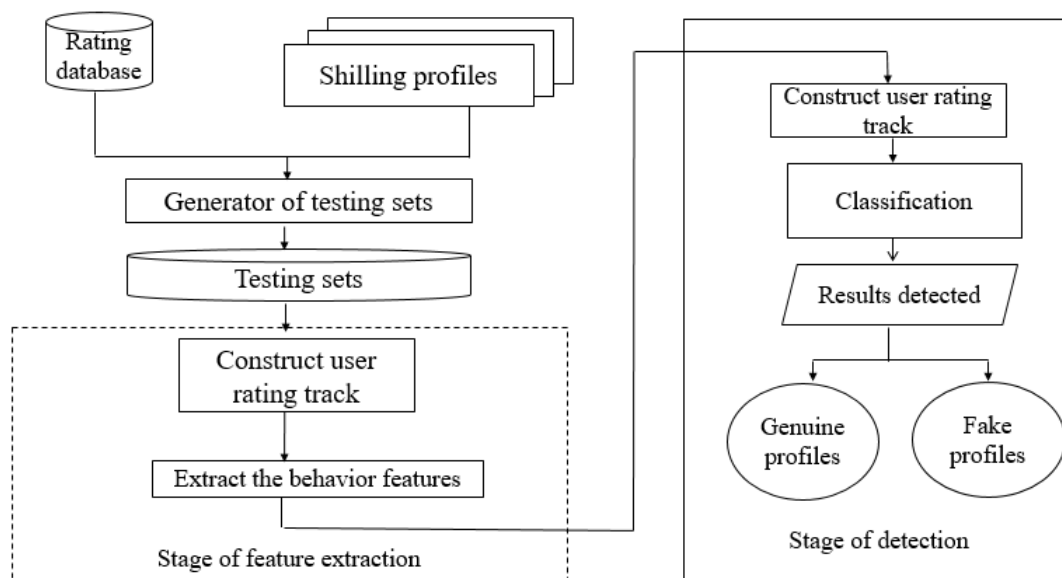 Rating
database
Shilling profiles
Generator of testing sets
Testing sets
Construct user
rating track
Extract the behavior features
Stage of feature extraction
Construct user rating
track
Classification
Results detected
Genuine
profiles
Fake
profiles
Stage of detection